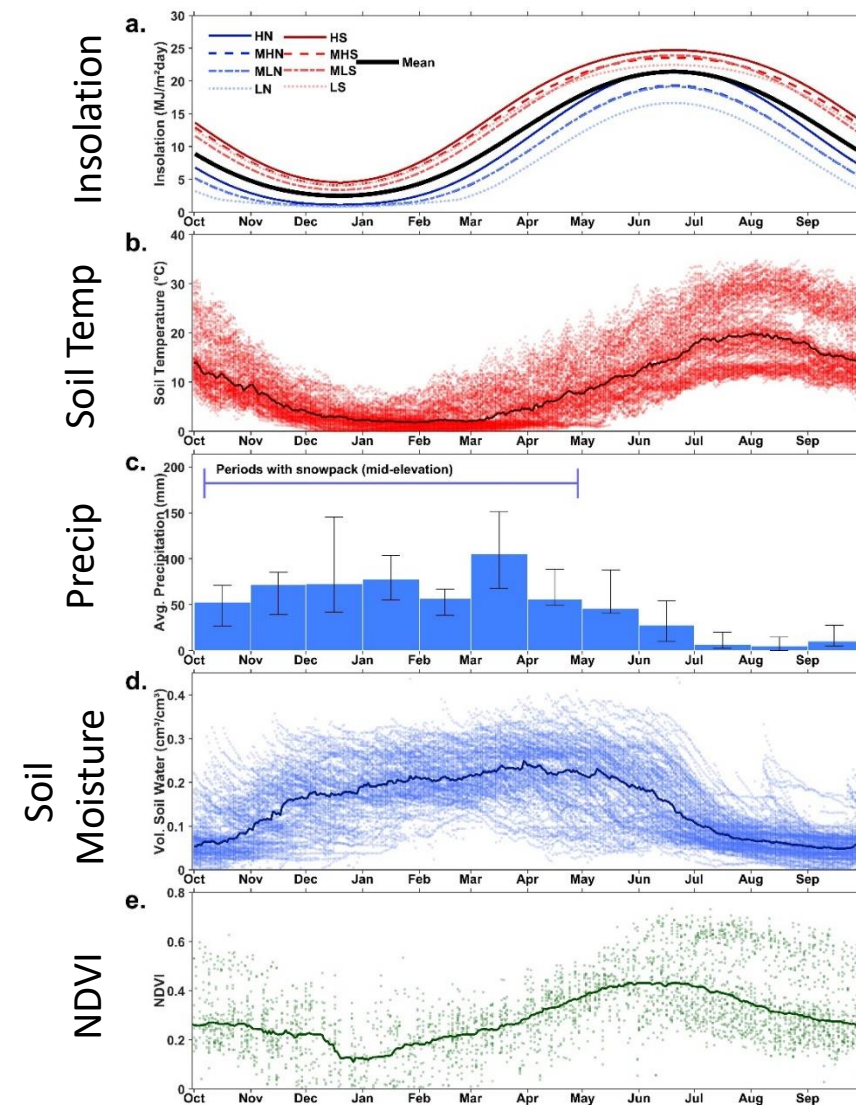 Insolation
a.
Insolation (MJ/m²day)
30
25
20
15
10
5
0
HN HS
MHN MHS
MLN MLS
LN LS
Mean
Oct Nov Dec Jan Feb Mar Apr May Jun Jul Aug Sep
Soil Temp
b.
Soil Temperature (°C)
40
30
20
10
0
Oct Nov Dec Jan Feb Mar Apr May Jun Jul Aug Sep
Precip
c.
Avg. Precipitation (mm)
200
150
100
50
0
Periods with snowpack (mid-elevation)
Oct Nov Dec Jan Feb Mar Apr May Jun Jul Aug Sep
Soil
Moisture
d.
Vol. Soil Water (cm³/cm³)
0.4
0.3
0.2
0.1
0
Oct Nov Dec Jan Feb Mar Apr May Jun Jul Aug Sep
NDVI
e.
NDVI
0.8
0.6
0.4
0.2
0
Oct Nov Dec Jan Feb Mar Apr May Jun Jul Aug Sep